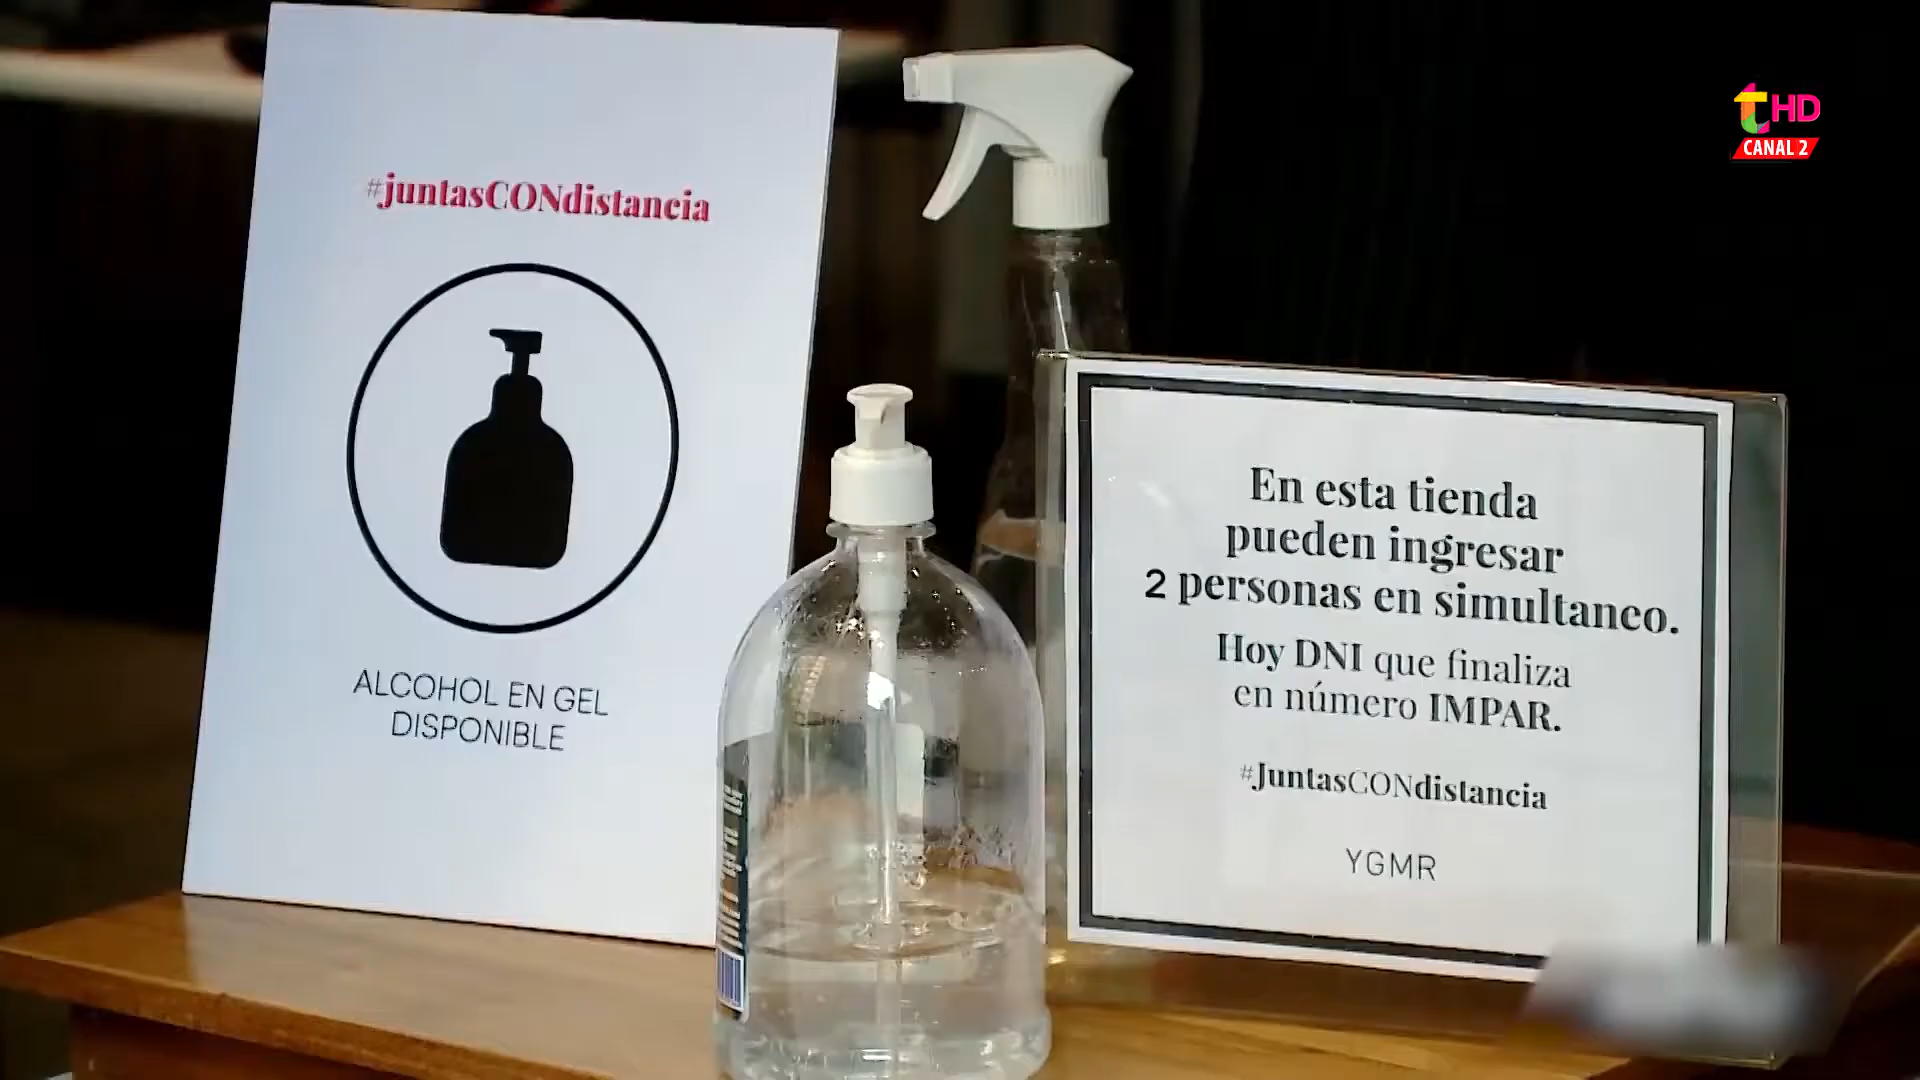 #juntasCONdistancia
ALCOHOL EN GEL
DISPONIBLE
En esta tienda
pueden ingresar
2 personas en simultaneo.
Hoy DNI que finaliza
en número IMPAR.
#JuntasCONdistancia
YGMR
tHD
CANAL 2